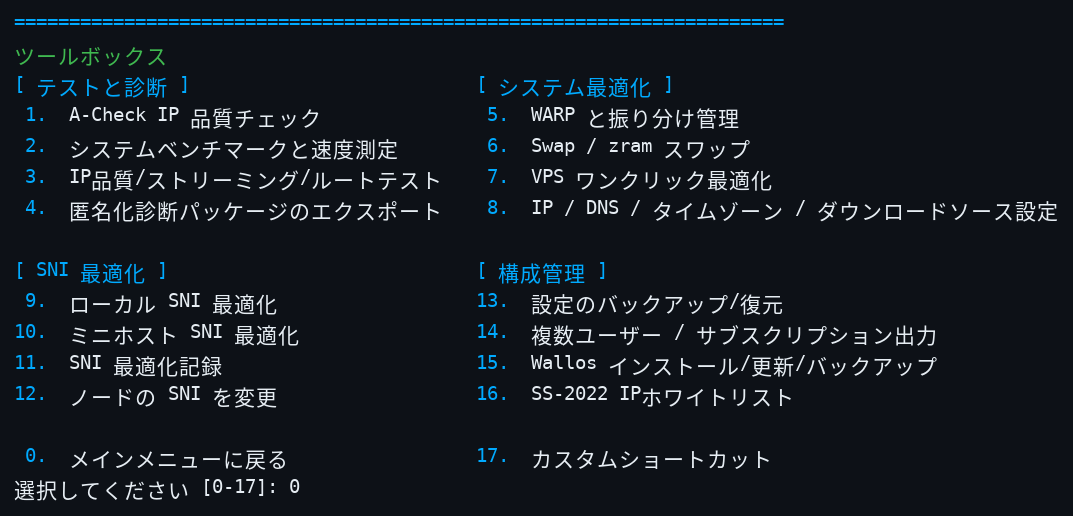 ======================================================================
ツールボックス
[ テストと診断 ] [ システム最適化 ]
1. A-Check IP 品質チェック 5. WARP と振り分け管理
2. システムベンチマークと速度測定 6. Swap / zram スワップ
3. IP品質/ストリーミング/ルートテスト 7. VPS ワンクリック最適化
4. 匿名化診断パッケージのエクスポート 8. IP / DNS / タイムゾーン / ダウンロードソース設定
[ SNI 最適化 ] [ 構成管理 ]
9. ローカル SNI 最適化 13. 設定のバックアップ/復元
10. ミニホスト SNI 最適化 14. 複数ユーザー / サブスクリプション出力
11. SNI 最適化記録 15. Wallos インストール/更新/バックアップ
12. ノードの SNI を変更 16. SS-2022 IPホワイトリスト
0. メインメニューに戻る 17. カスタムショートカット
選択してください [0-17]: 0